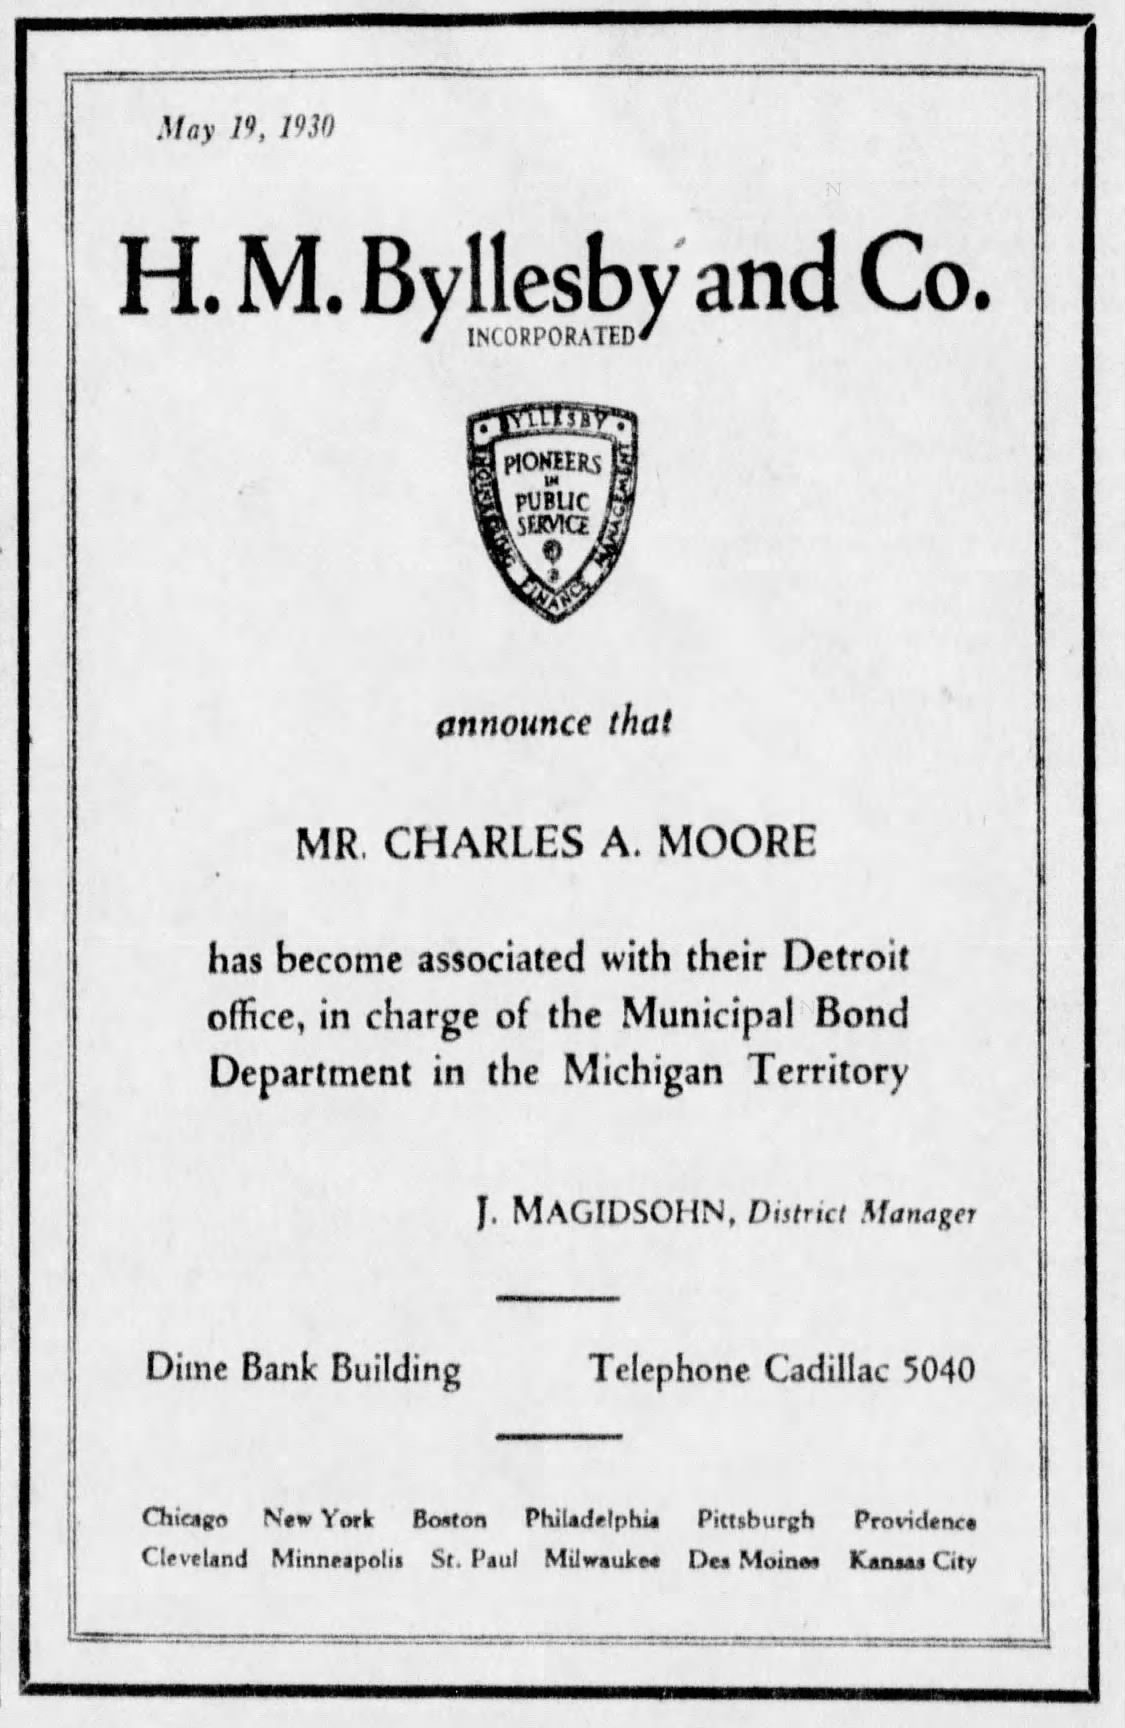 May 19, 1930
H. M. Byllesby and Co.
INCORPORATED
BYLLESBY
ENGINEERING
FINANCE
MANAGEMENT
PIONEERS
IN
PUBLIC
SERVICE
announce that
MR. CHARLES A. MOORE
has become associated with their Detroit
office, in charge of the Municipal Bond
Department in the Michigan Territory
J. MAGIDSOHN, District Manager
Dime Bank Building Telephone Cadillac 5040
Chicago New York Boston Philadelphia Pittsburgh Providence
Cleveland Minneapolis St. Paul Milwaukee Des Moines Kansas City